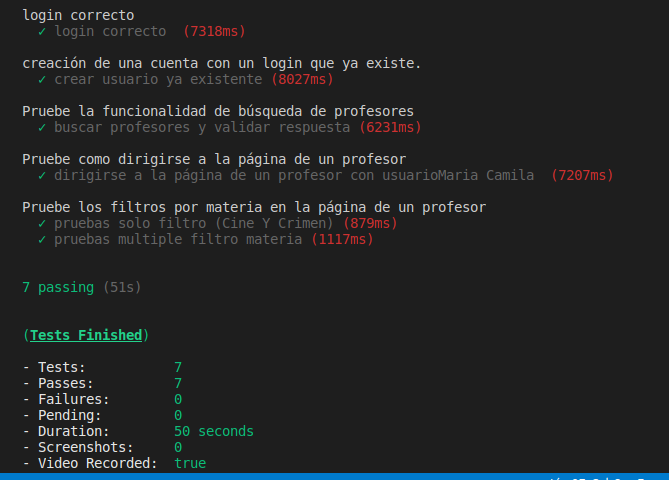 login correcto
✓ login correcto (7318ms)
creación de una cuenta con un login que ya existe.
✓ crear usuario ya existente (8027ms)
Pruebe la funcionalidad de búsqueda de profesores
✓ buscar profesores y validar respuesta (6231ms)
Pruebe como dirigirse a la página de un profesor
✓ dirigirse a la página de un profesor con usuarioMaria Camila (7207ms)
Pruebe los filtros por materia en la página de un profesor
✓ pruebas solo filtro (Cine Y Crimen) (879ms)
✓ pruebas multiple filtro materia (1117ms)
7 passing (51s)
(Tests Finished)
- Tests: 7
- Passes: 7
- Failures: 0
- Pending: 0
- Duration: 50 seconds
- Screenshots: 0
- Video Recorded: true